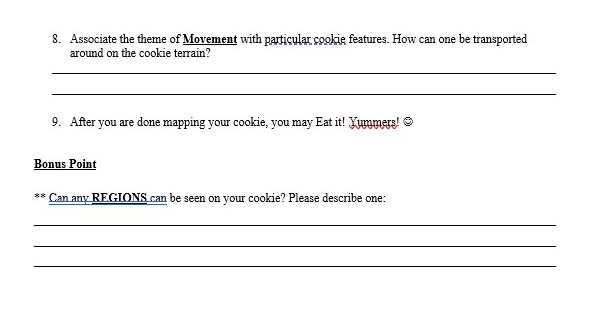 8. Associate the theme of Movement with particular cookie features. How can one be transported
around on the cookie terrain?
9. After you are done mapping your cookie, you may Eat it! Yummers! ☺
Bonus Point
** Can any REGIONS can be seen on your cookie? Please describe one: